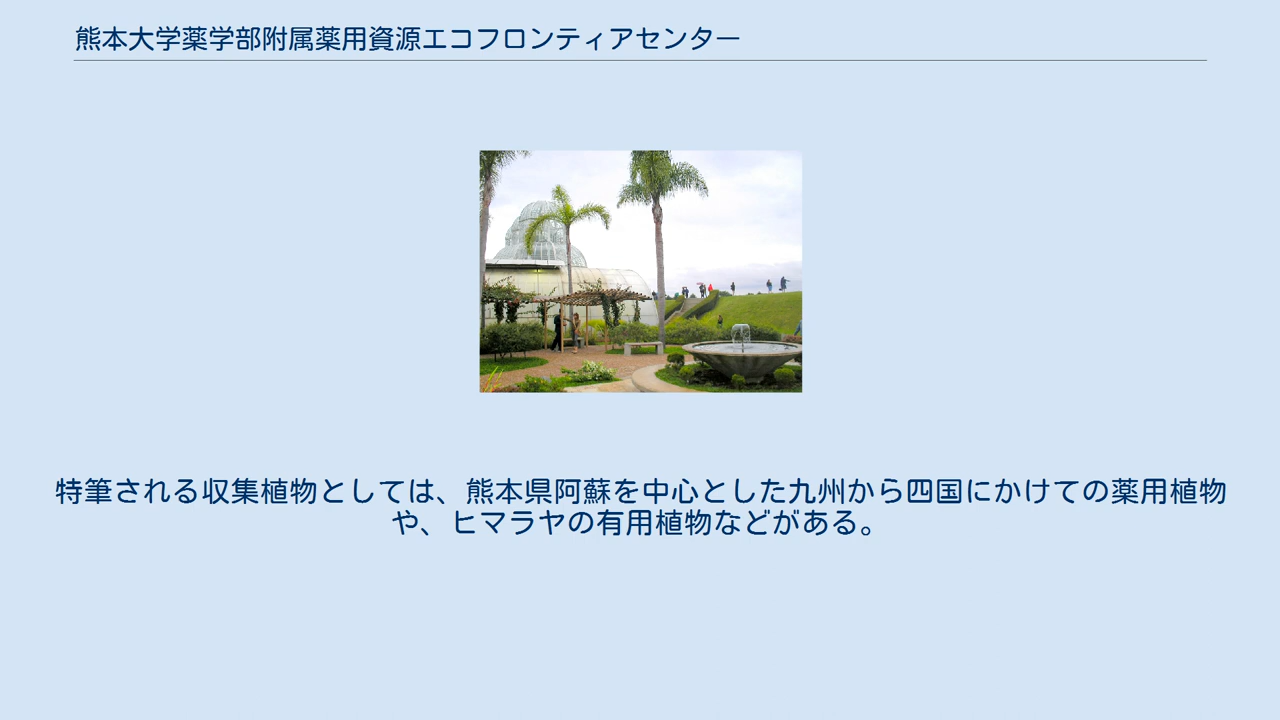 熊本大学薬学部附属薬用資源エコフロンティアセンター
特筆される収集植物としては、熊本県阿蘇を中心とした九州から四国にかけての薬用植物
や、ヒマラヤの有用植物などがある。